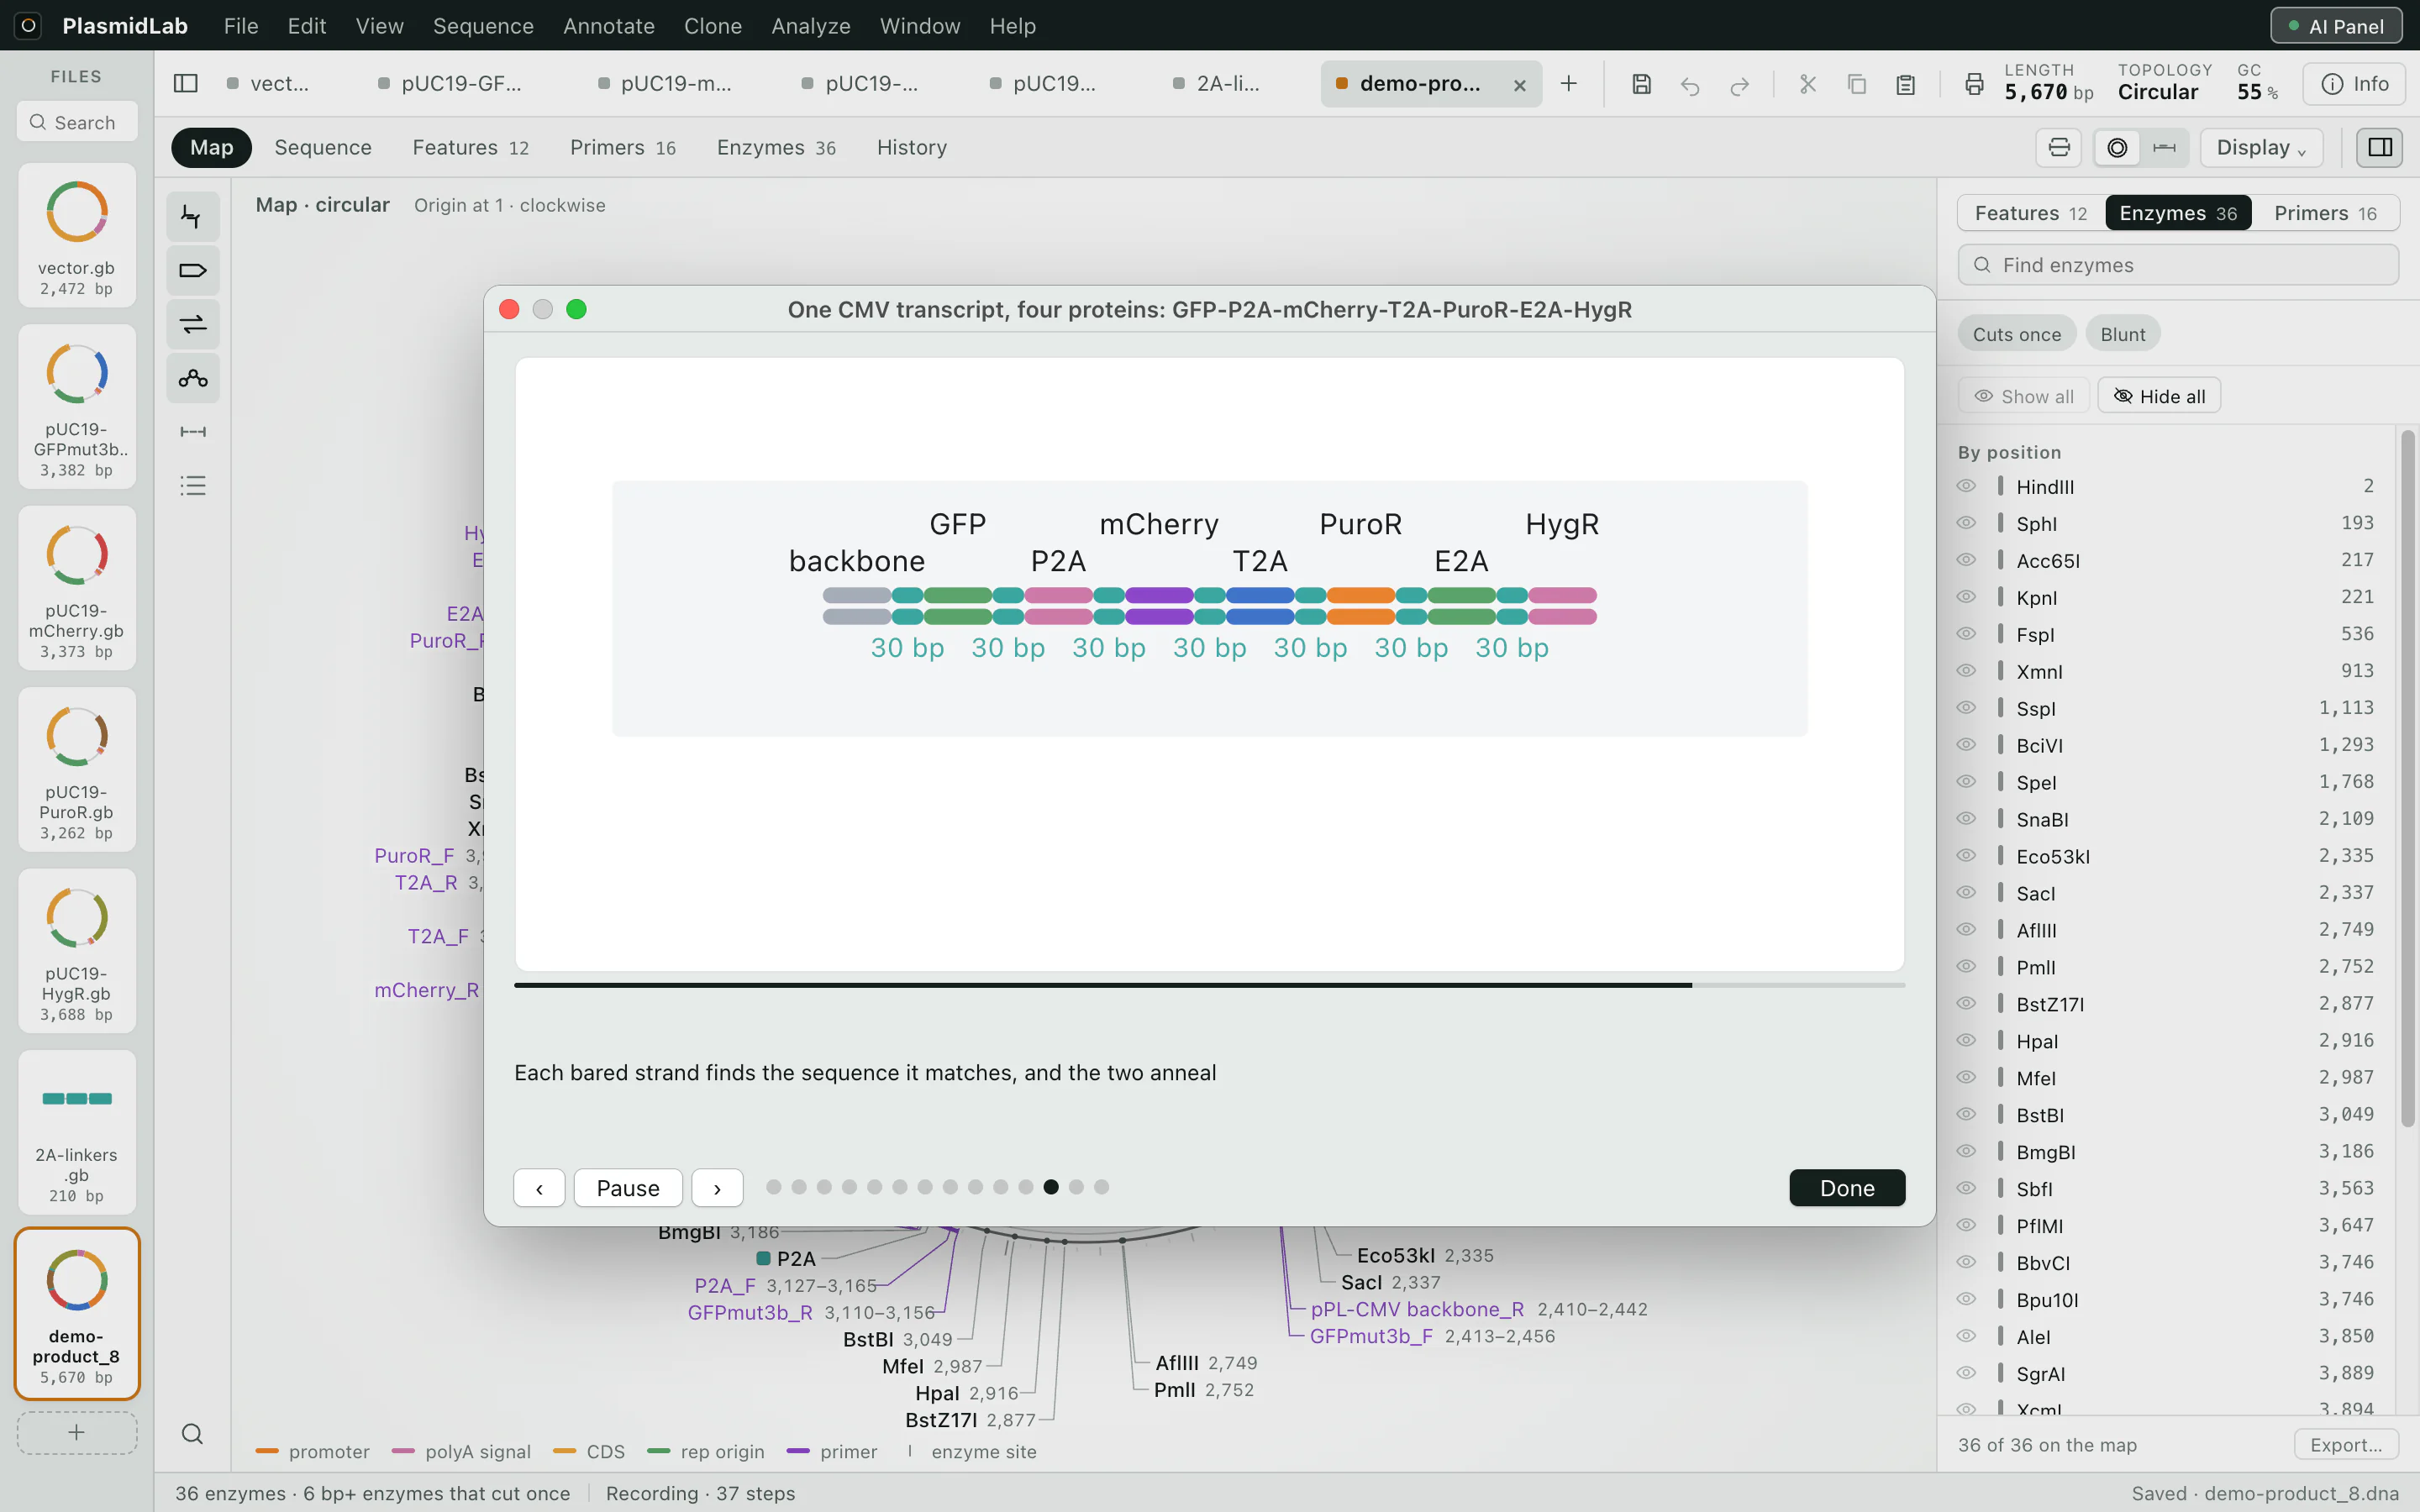 PlasmidLab File Edit View Sequence Annotate Clone Analyze Window Help AI Panel
FILES
Search
vector.gb
2,472 bp
pUC19-
GFPmut3b..
3,382 bp
pUC19-
mCherry.gb
3,373 bp
pUC19-
PuroR.gb
3,262 bp
pUC19-
HygR.gb
3,688 bp
2A-linkers
.gb
210 bp
demo-
product_8
5,670 bp
+
vect... pUC19-GF... pUC19-m... pUC19-... pUC19... 2A-li... demo-pro... × +
LENGTH TOPOLOGY GC
5,670 bp Circular 55 %
Info
Map Sequence Features 12 Primers 16 Enzymes 36 History
Display
Map · circular Origin at 1 · clockwise
One CMV transcript, four proteins: GFP-P2A-mCherry-T2A-PuroR-E2A-HygR
GFP mCherry PuroR HygR
backbone P2A T2A E2A
30 bp 30 bp 30 bp 30 bp 30 bp 30 bp 30 bp
Each bared strand finds the sequence it matches, and the two anneal
‹ Pause › Done
Hy
E
E2A
PuroR_F
B
Bs
S
X
PuroR_F 3,
T2A_R 3,
T2A_F
mCherry_R
BmgBI 3,186
P2A
P2A_F 3,127–3,165
GFPmut3b_R 3,110–3,156
BstBI 3,049
MfeI 2,987
HpaI 2,916
BstZ17I 2,877
AflIII 2,749
PmlI 2,752
Eco53kI 2,335
SacI 2,337
pPL-CMV backbone_R 2,410–2,442
GFPmut3b_F 2,413–2,456
promoter polyA signal CDS rep origin primer enzyme site
Features 12 Enzymes 36 Primers 16
Find enzymes
Cuts once Blunt
Show all Hide all
By position
HindIII 2
SphI 193
Acc65I 217
KpnI 221
FspI 536
XmnI 913
SspI 1,113
BciVI 1,293
SpeI 1,768
SnaBI 2,109
Eco53kI 2,335
SacI 2,337
AflIII 2,749
PmlI 2,752
BstZ17I 2,877
HpaI 2,916
MfeI 2,987
BstBI 3,049
BmgBI 3,186
SbfI 3,563
PflMI 3,647
BbvCI 3,746
Bpu10I 3,746
AleI 3,850
SgrAI 3,889
XcmI 3,894
36 of 36 on the map Export...
36 enzymes · 6 bp+ enzymes that cut once Recording · 37 steps Saved · demo-product_8.dna